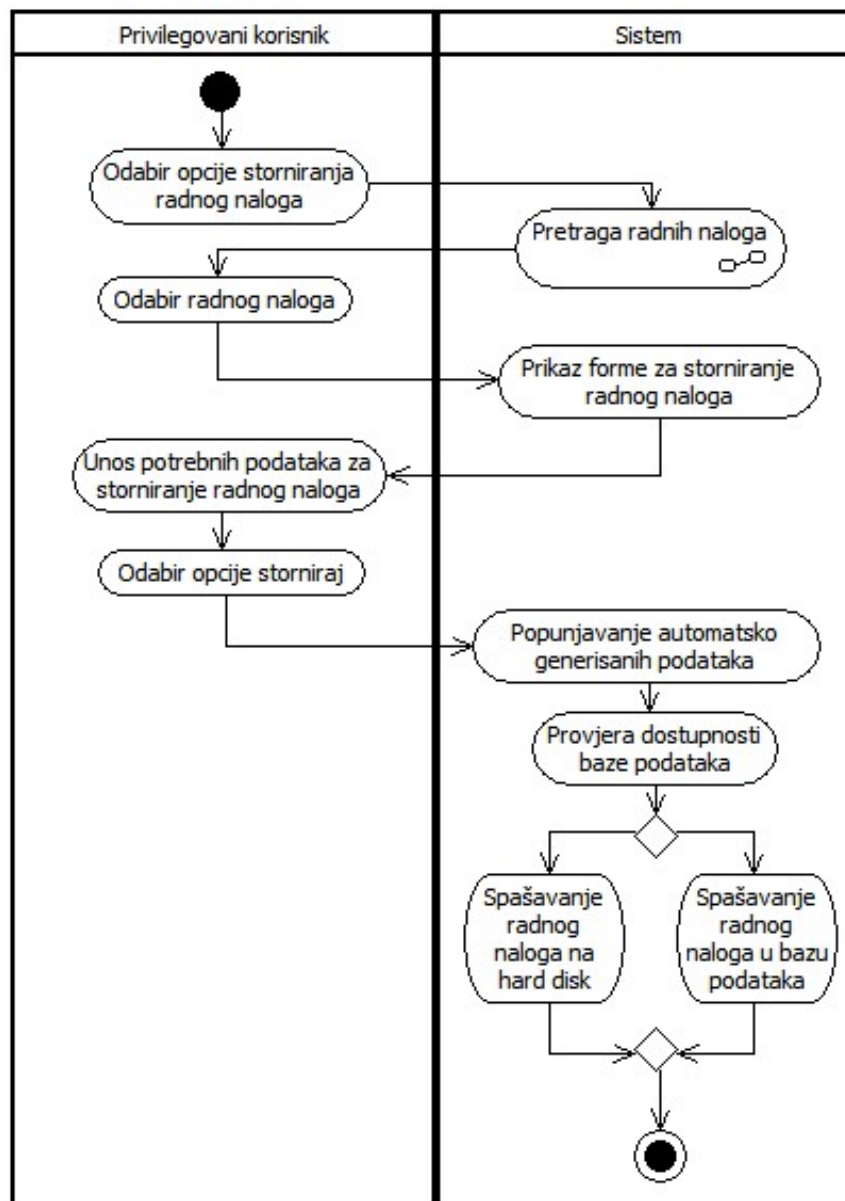 Privilegovani korisnik
Sistem
Odabir opcije storniranja
radnog naloga
Pretraga radnih naloga
Odabir radnog naloga
Prikaz forme za storniranje
radnog naloga
Unos potrebnih podataka za
storniranje radnog naloga
Odabir opcije storniraj
Popunjavanje automatsko
generisanih podataka
Provjera dostupnosti
baze podataka
Spašavanje
radnog
naloga na
hard disk
Spašavanje
radnog
naloga u bazu
podataka